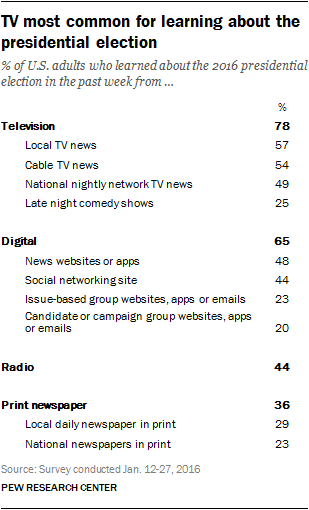 TV most common for learning about the
presidential election
% of U.S. adults who learned about the 2016 presidential
election in the past week from ...
%
Television 78
Local TV news 57
Cable TV news 54
National nightly network TV news 49
Late night comedy shows 25
Digital 65
News websites or apps 48
Social networking site 44
Issue-based group websites, apps or emails 23
Candidate or campaign group websites, apps
or emails 20
Radio 44
Print newspaper 36
Local daily newspaper in print 29
National newspapers in print 23
Source: Survey conducted Jan. 12-27, 2016
PEW RESEARCH CENTER